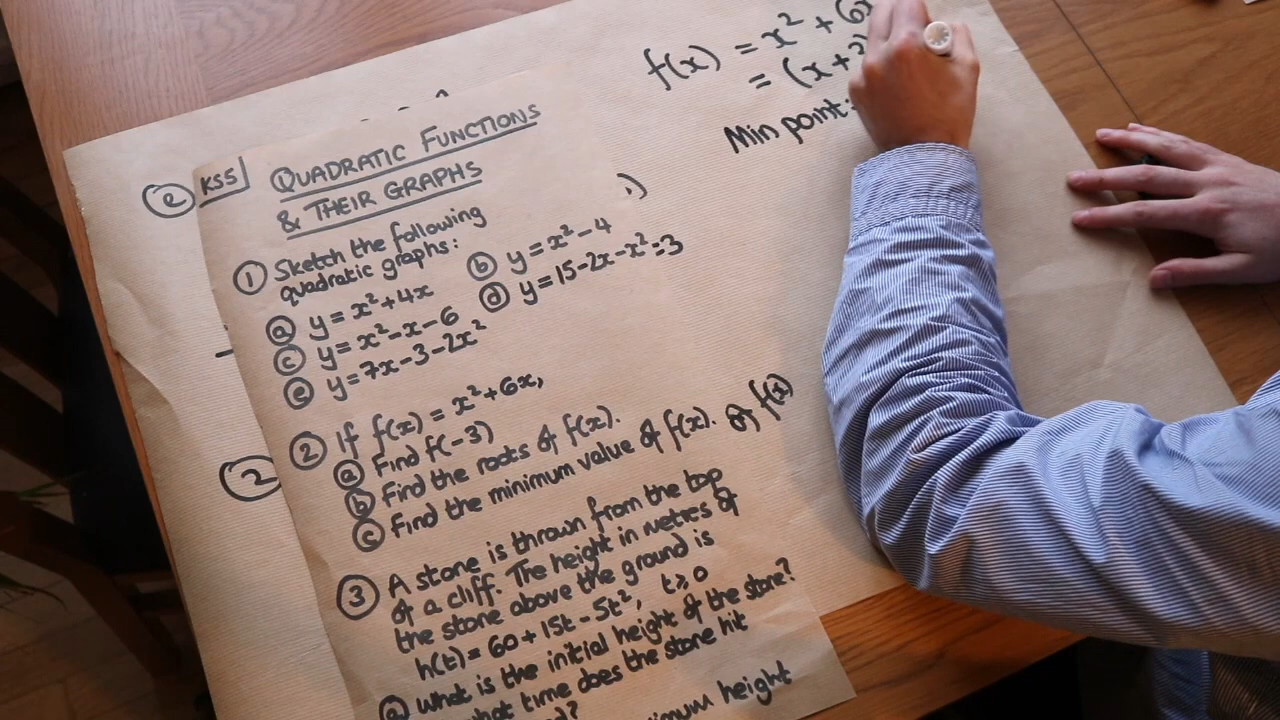 f(x) = x² + 6x
= (x+3)
Min point:
② KS5
QUADRATIC FUNCTIONS
& THEIR GRAPHS
① Sketch the following
quadratic graphs:
ⓐ y = x²+4x ⓑ y = x²-4
ⓒ y = x²-x-6 ⓓ y = 15-2x-x²=3
ⓔ y = 7x-3-2x²
② ② If f(x) = x²+6x,
ⓐ Find f(-3)
ⓑ Find the roots of f(x).
ⓒ Find the minimum value of f(x). of f(x)
③ A stone is thrown from the top
of a cliff. The height in metres of
the stone above the ground is
h(t) = 60 + 15t - 5t², t⩾0
ⓐ What is the initial height of the stone?
what time does the stone hit
height